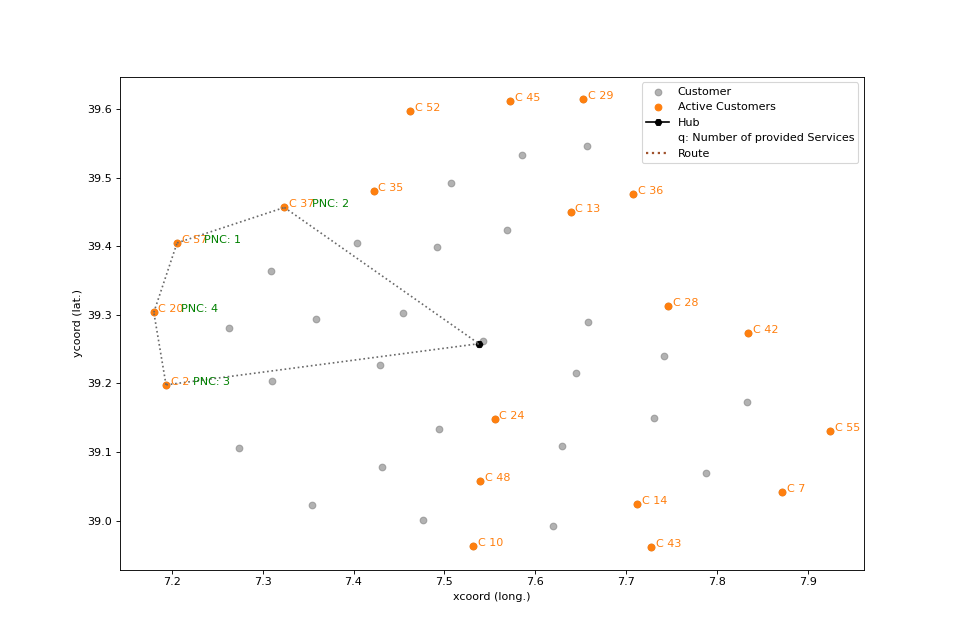 39.6
39.5
39.4
39.3
39.2
39.1
39.0
ycoord (lat.)
7.2
7.3
7.4
7.5
7.6
7.7
7.8
7.9
xcoord (long.)
Customer
Active Customers
Hub
q: Number of provided Services
Route
C 52
C 45
C 29
C 35
C 36
C 13
C 37 PNC: 2
C 57 PNC: 1
C 20 PNC: 4
C 2 PNC: 3
C 28
C 42
C 24
C 55
C 48
C 7
C 14
C 10
C 43